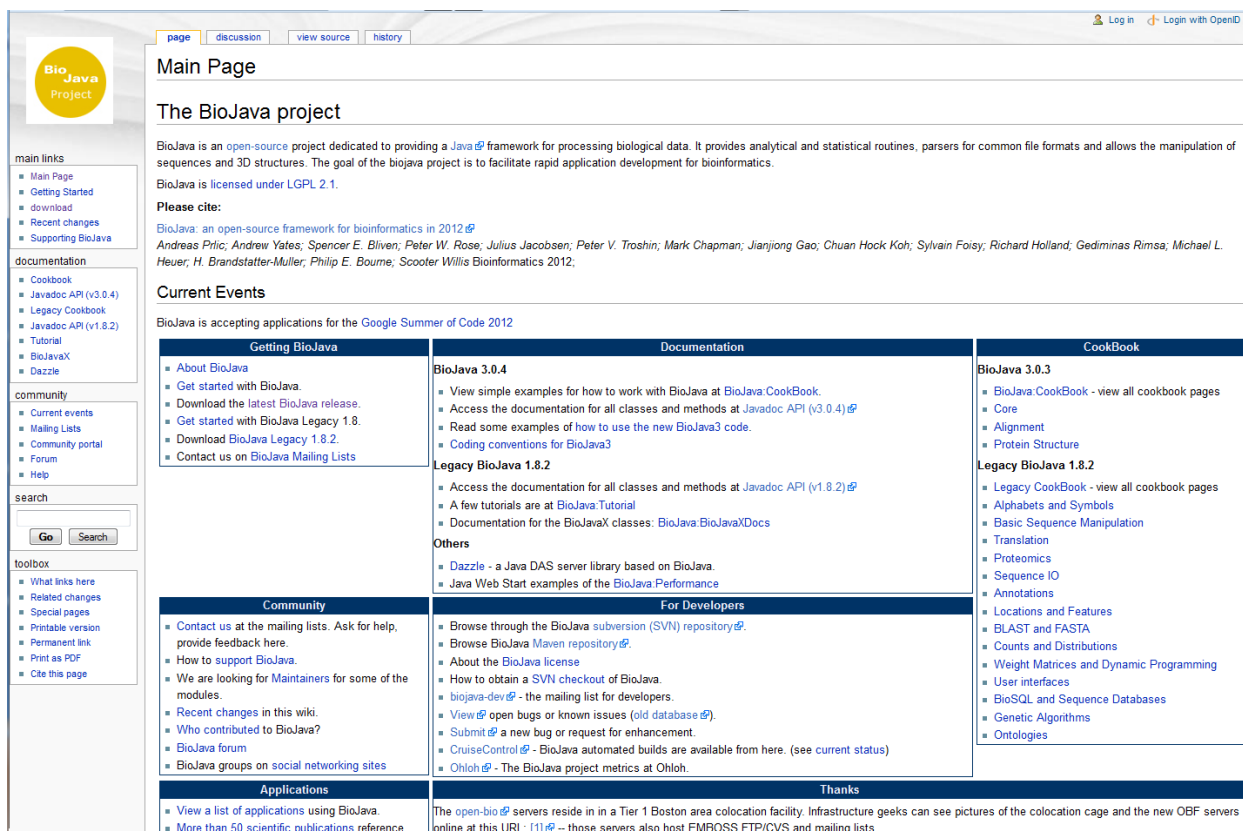 Log in Login with OpenID
page discussion view source history
Bio
Java
Project
Main Page
The BioJava project
BioJava is an open-source project dedicated to providing a Java framework for processing biological data. It provides analytical and statistical routines, parsers for common file formats and allows the manipulation of
sequences and 3D structures. The goal of the biojava project is to facilitate rapid application development for bioinformatics.
BioJava is licensed under LGPL 2.1.
Please cite:
BioJava: an open-source framework for bioinformatics in 2012
Andreas Prlic; Andrew Yates; Spencer E. Bliven; Peter W. Rose; Julius Jacobsen; Peter V. Troshin; Mark Chapman; Jianjiong Gao; Chuan Hock Koh; Sylvain Foisy; Richard Holland; Gediminas Rimsa; Michael L.
Heuer; H. Brandstatter-Muller; Philip E. Bourne; Scooter Willis Bioinformatics 2012;
Current Events
BioJava is accepting applications for the Google Summer of Code 2012
main links
Main Page
Getting Started
download
Recent changes
Supporting BioJava
documentation
Cookbook
Javadoc API (v3.0.4)
Legacy Cookbook
Javadoc API (v1.8.2)
Tutorial
BioJavaX
Dazzle
community
Current events
Mailing Lists
Community portal
Forum
Help
search
Go Search
toolbox
What links here
Related changes
Special pages
Printable version
Permanent link
Print as PDF
Cite this page
Getting BioJava
About BioJava
Get started with BioJava.
Download the latest BioJava release.
Get started with BioJava Legacy 1.8.
Download BioJava Legacy 1.8.2.
Contact us on BioJava Mailing Lists
Documentation
BioJava 3.0.4
View simple examples for how to work with BioJava at BioJava:CookBook.
Access the documentation for all classes and methods at Javadoc API (v3.0.4)
Read some examples of how to use the new BioJava3 code.
Coding conventions for BioJava3
Legacy BioJava 1.8.2
Access the documentation for all classes and methods at Javadoc API (v1.8.2)
A few tutorials are at BioJava:Tutorial
Documentation for the BioJavaX classes: BioJava:BioJavaXDocs
Others
Dazzle - a Java DAS server library based on BioJava.
Java Web Start examples of the BioJava:Performance
CookBook
BioJava 3.0.3
BioJava:CookBook - view all cookbook pages
Core
Alignment
Protein Structure
Legacy BioJava 1.8.2
Legacy CookBook - view all cookbook pages
Alphabets and Symbols
Basic Sequence Manipulation
Translation
Proteomics
Sequence IO
Annotations
Locations and Features
BLAST and FASTA
Counts and Distributions
Weight Matrices and Dynamic Programming
User interfaces
BioSQL and Sequence Databases
Genetic Algorithms
Ontologies
Community
Contact us at the mailing lists. Ask for help,
provide feedback here.
How to support BioJava.
We are looking for Maintainers for some of the
modules.
Recent changes in this wiki.
Who contributed to BioJava?
BioJava forum
BioJava groups on social networking sites
For Developers
Browse through the BioJava subversion (SVN) repository.
Browse BioJava Maven repository.
About the BioJava license
How to obtain a SVN checkout of BioJava.
biojava-dev - the mailing list for developers.
View open bugs or known issues (old database).
Submit a new bug or request for enhancement.
CruiseControl - BioJava automated builds are available from here. (see current status)
Ohloh - The BioJava project metrics at Ohloh.
Applications
View a list of applications using BioJava.
More than 50 scientific publications reference
Thanks
The open-bio servers reside in in a Tier 1 Boston area colocation facility. Infrastructure geeks can see pictures of the colocation cage and the new OBF servers
online at this URL: [1] -- those servers also host EMBOSS FTP/CVS and mailing lists